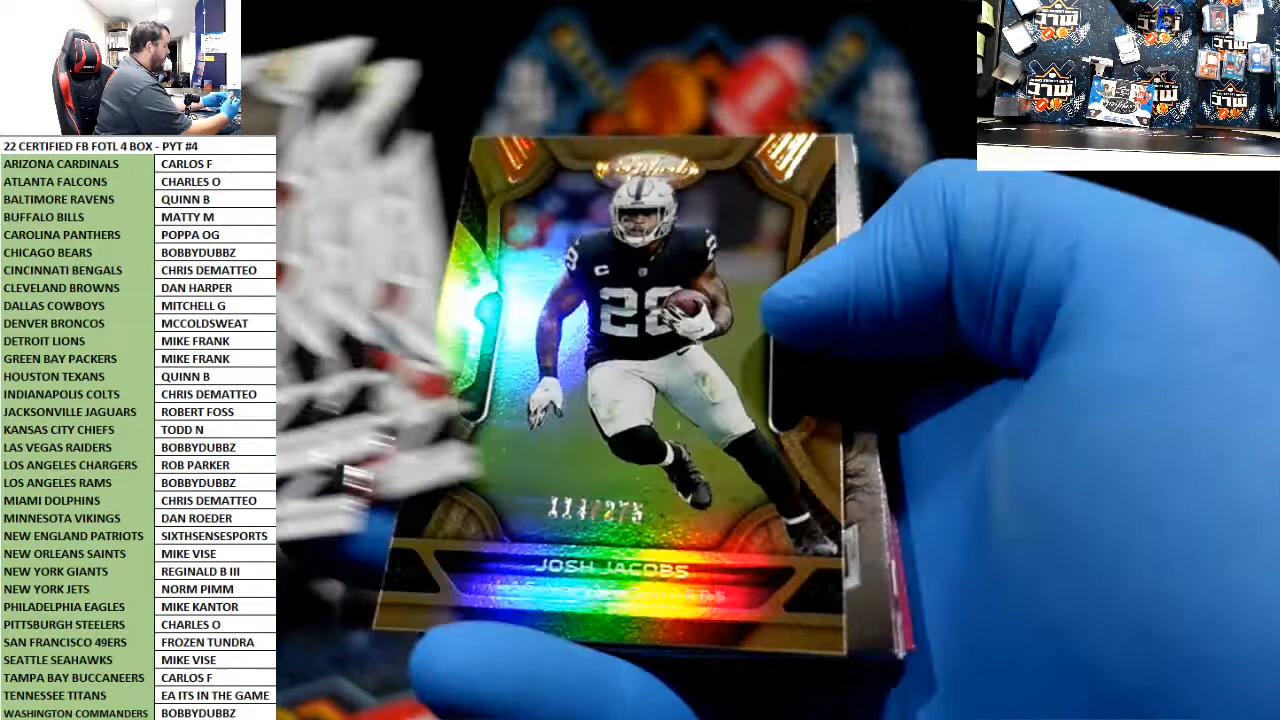 22 CERTIFIED FB FOTL 4 BOX - PYT #4
ARIZONA CARDINALS CARLOS F
ATLANTA FALCONS CHARLES O
BALTIMORE RAVENS QUINN B
BUFFALO BILLS MATTY M
CAROLINA PANTHERS POPPA OG
CHICAGO BEARS BOBBYDUBBZ
CINCINNATI BENGALS CHRIS DEMATTEO
CLEVELAND BROWNS DAN HARPER
DALLAS COWBOYS MITCHELL G
DENVER BRONCOS MCCOLDSWEAT
DETROIT LIONS MIKE FRANK
GREEN BAY PACKERS MIKE FRANK
HOUSTON TEXANS QUINN B
INDIANAPOLIS COLTS CHRIS DEMATTEO
JACKSONVILLE JAGUARS ROBERT FOSS
KANSAS CITY CHIEFS TODD N
LAS VEGAS RAIDERS BOBBYDUBBZ
LOS ANGELES CHARGERS ROB PARKER
LOS ANGELES RAMS BOBBYDUBBZ
MIAMI DOLPHINS CHRIS DEMATTEO
MINNESOTA VIKINGS DAN ROEDER
NEW ENGLAND PATRIOTS SIXTHSENSESPORTS
NEW ORLEANS SAINTS MIKE VISE
NEW YORK GIANTS REGINALD B III
NEW YORK JETS NORM PIMM
PHILADELPHIA EAGLES MIKE KANTOR
PITTSBURGH STEELERS CHARLES O
SAN FRANCISCO 49ERS FROZEN TUNDRA
SEATTLE SEAHAWKS MIKE VISE
TAMPA BAY BUCCANEERS CARLOS F
TENNESSEE TITANS EA ITS IN THE GAME
WASHINGTON COMMANDERS BOBBYDUBBZ
Certified
28
C
JOSH JACOBS